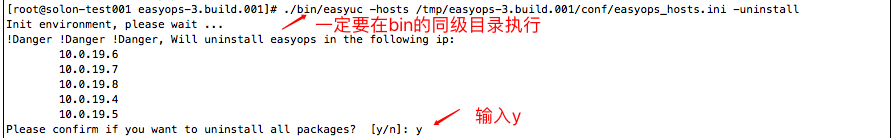 [root@solon-test001 easyops-3.build.001]# ./bin/easyuc -hosts /tmp/easyops-3.build.001/conf/easyops_hosts.ini -uninstall
Init environment, please wait ...
一定要在bin的同级目录执行
!Danger !Danger !Danger, Will uninstall easyops in the following ip:
10.0.19.6
10.0.19.7
10.0.19.8
10.0.19.4
10.0.19.5
输入y
Please confirm if you want to uninstall all packages?  [y/n]: y